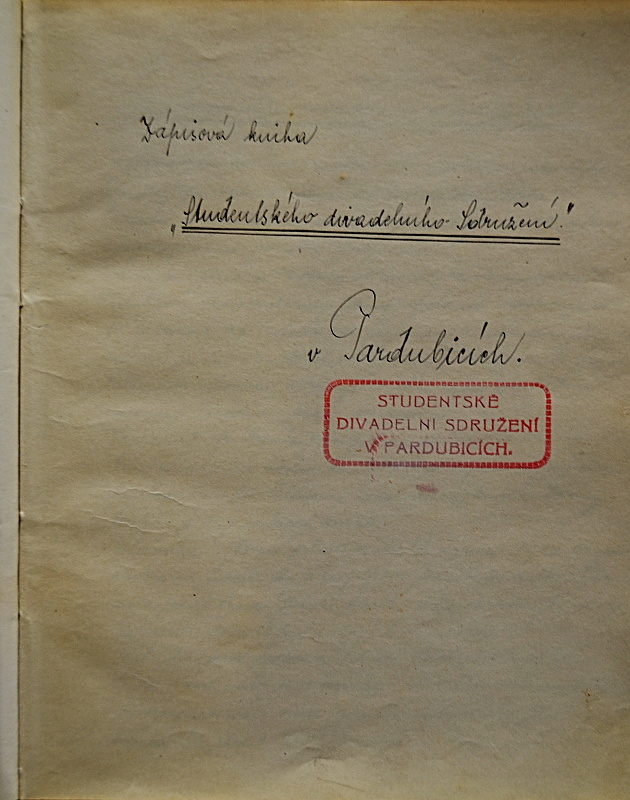 Zápisová kniha
„Studentského divadelního Sdružení."
v Pardubicích.
STUDENTSKÉ
DIVADELNÍ SDRUŽENÍ
V PARDUBICÍCH.